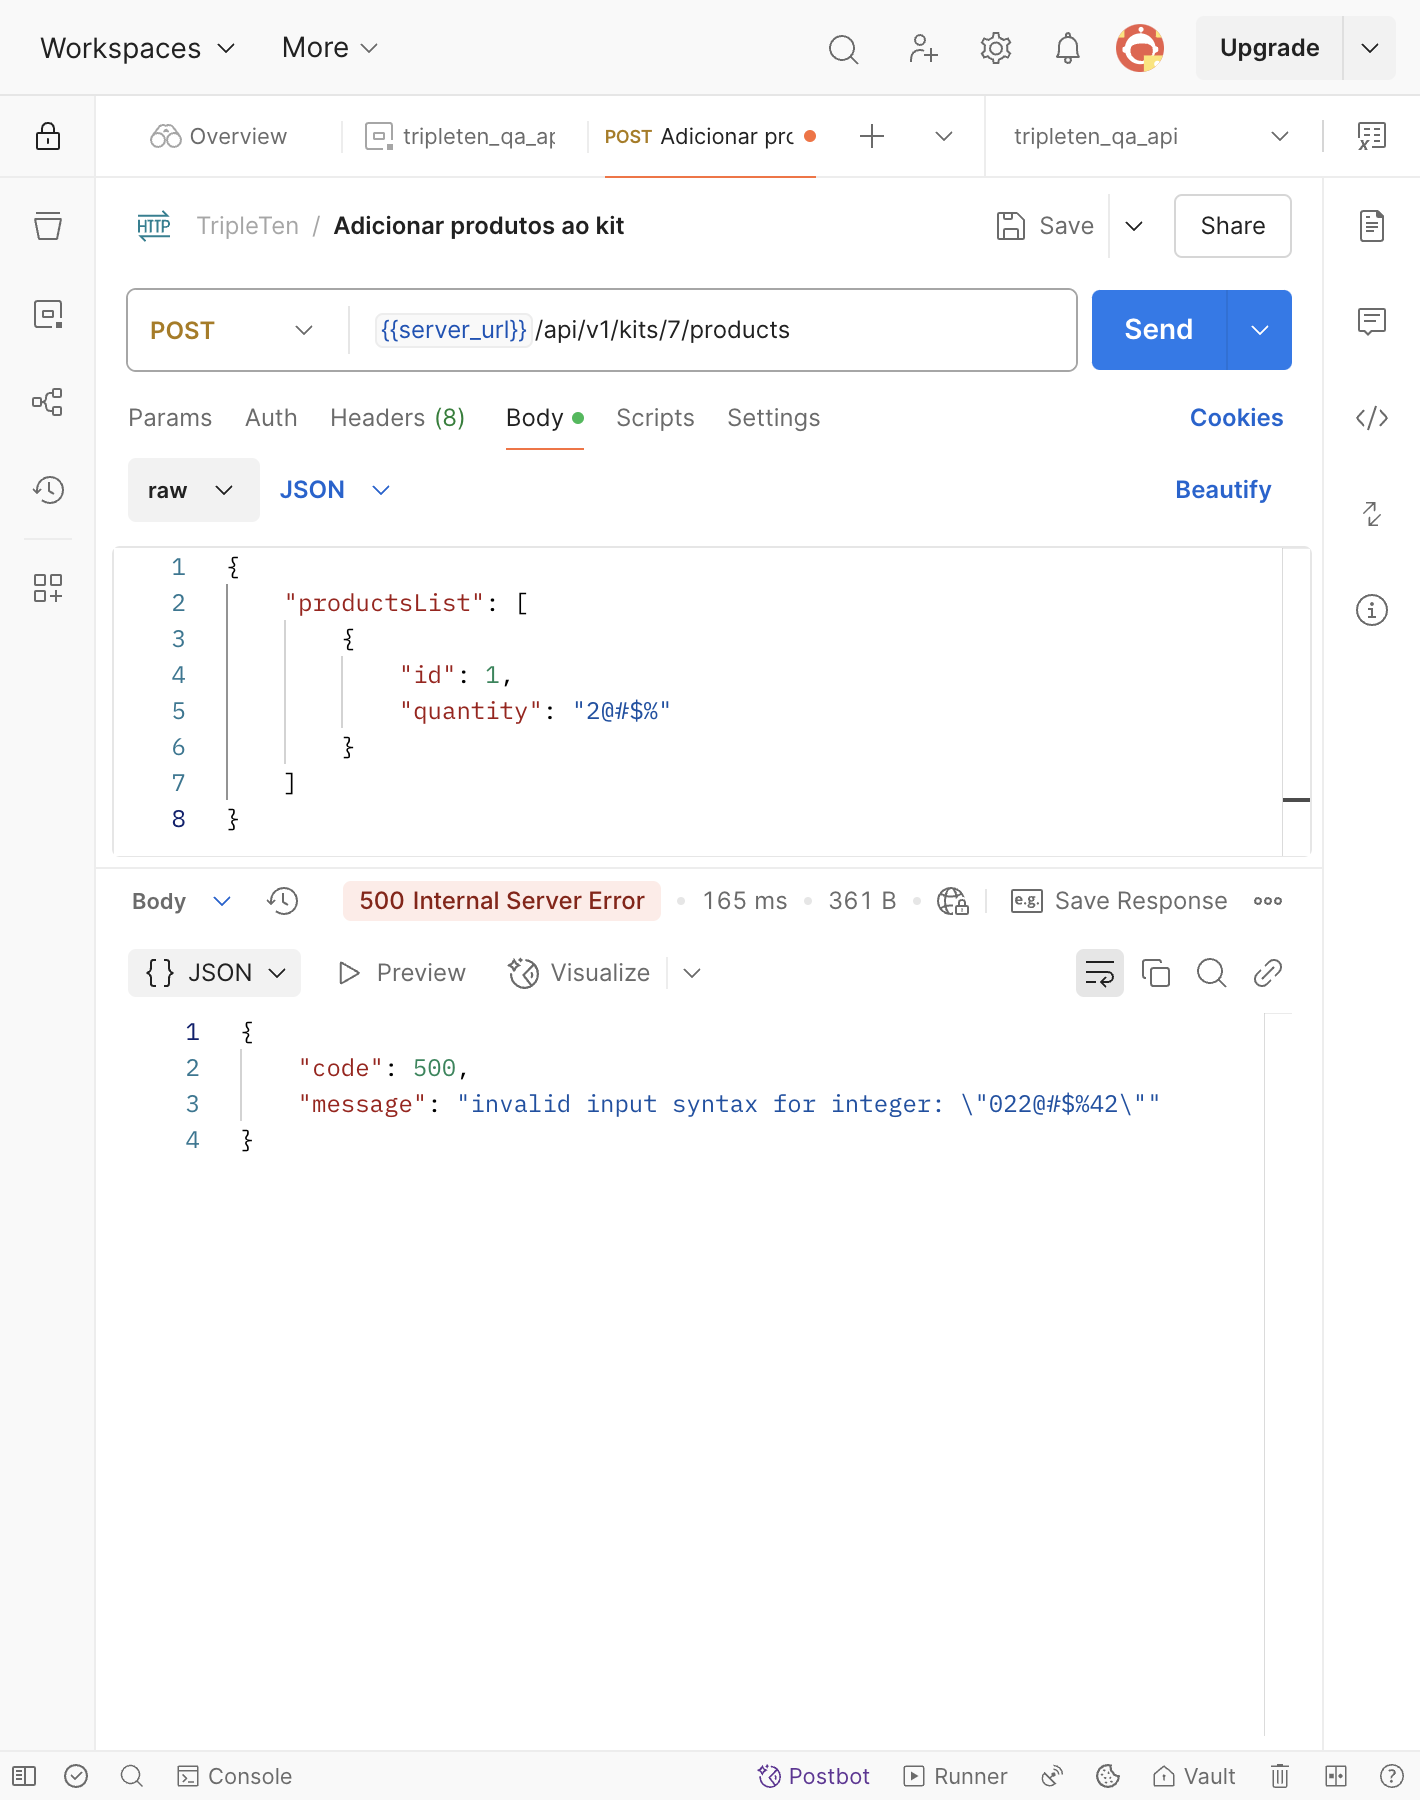 Workspaces More Upgrade
Overview tripleten_qa_ap POST Adicionar prc tripleten_qa_api
HTTP TripleTen / Adicionar produtos ao kit Save Share
POST {{server_url}}/api/v1/kits/7/products Send
Params Auth Headers (8) Body Scripts Settings Cookies
raw JSON Beautify
1 {
2 "productsList": [
3 {
4 "id": 1,
5 "quantity": "2@#$%"
6 }
7 ]
8 }
Body 500 Internal Server Error • 165 ms • 361 B • e.g. Save Response
{} JSON Preview Visualize
1 {
2 "code": 500,
3 "message": "invalid input syntax for integer: \"022@#$%42\""
4 }
Console Postbot Runner Vault